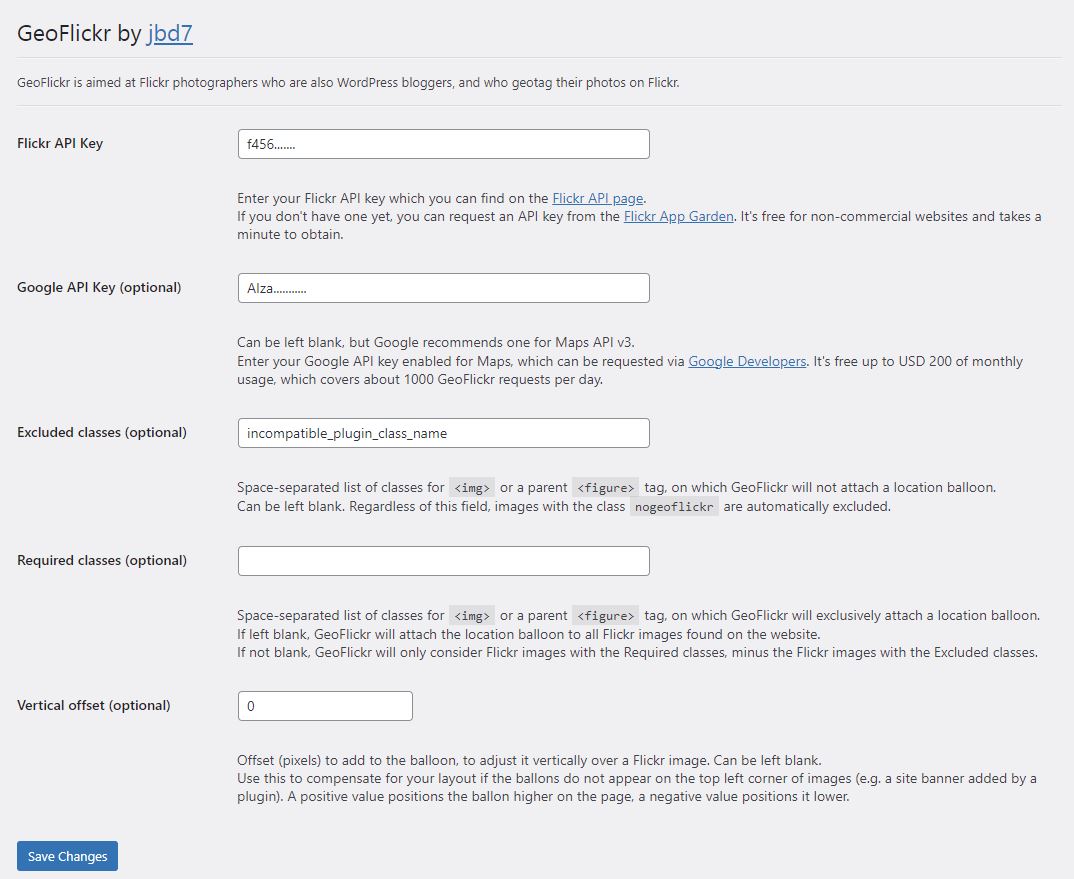 GeoFlickr by jbd7
GeoFlickr is aimed at Flickr photographers who are also WordPress bloggers, and who geotag their photos on Flickr.
Flickr API Key
f456.......
Enter your Flickr API key which you can find on the Flickr API page.
If you don't have one yet, you can request an API key from the Flickr App Garden. It's free for non-commercial websites and takes a
minute to obtain.
Google API Key (optional)
AIza...........
Can be left blank, but Google recommends one for Maps API v3.
Enter your Google API key enabled for Maps, which can be requested via Google Developers. It's free up to USD 200 of monthly
usage, which covers about 1000 GeoFlickr requests per day.
Excluded classes (optional)
incompatible_plugin_class_name
Space-separated list of classes for <img> or a parent <figure> tag, on which GeoFlickr will not attach a location balloon.
Can be left blank. Regardless of this field, images with the class nogeoflickr are automatically excluded.
Required classes (optional)
Space-separated list of classes for <img> or a parent <figure> tag, on which GeoFlickr will exclusively attach a location balloon.
If left blank, GeoFlickr will attach the location balloon to all Flickr images found on the website.
If not blank, GeoFlickr will only consider Flickr images with the Required classes, minus the Flickr images with the Excluded classes.
Vertical offset (optional)
0
Offset (pixels) to add to the balloon, to adjust it vertically over a Flickr image. Can be left blank.
Use this to compensate for your layout if the ballons do not appear on the top left corner of images (e.g. a site banner added by a
plugin). A positive value positions the ballon higher on the page, a negative value positions it lower.
Save Changes